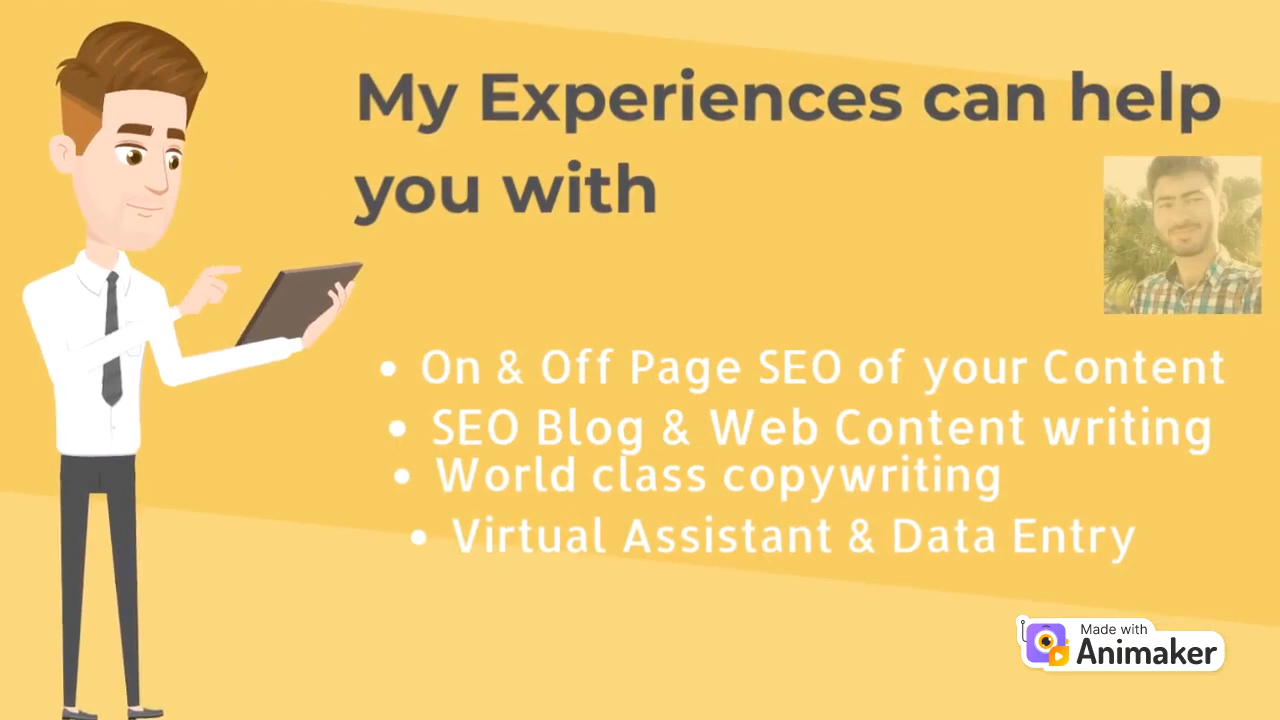 My Experiences can help
you with
• On & Off Page SEO of your Content
• SEO Blog & Web Content writing
• World class copywriting
• Virtual Assistant & Data Entry
Made with
Animaker